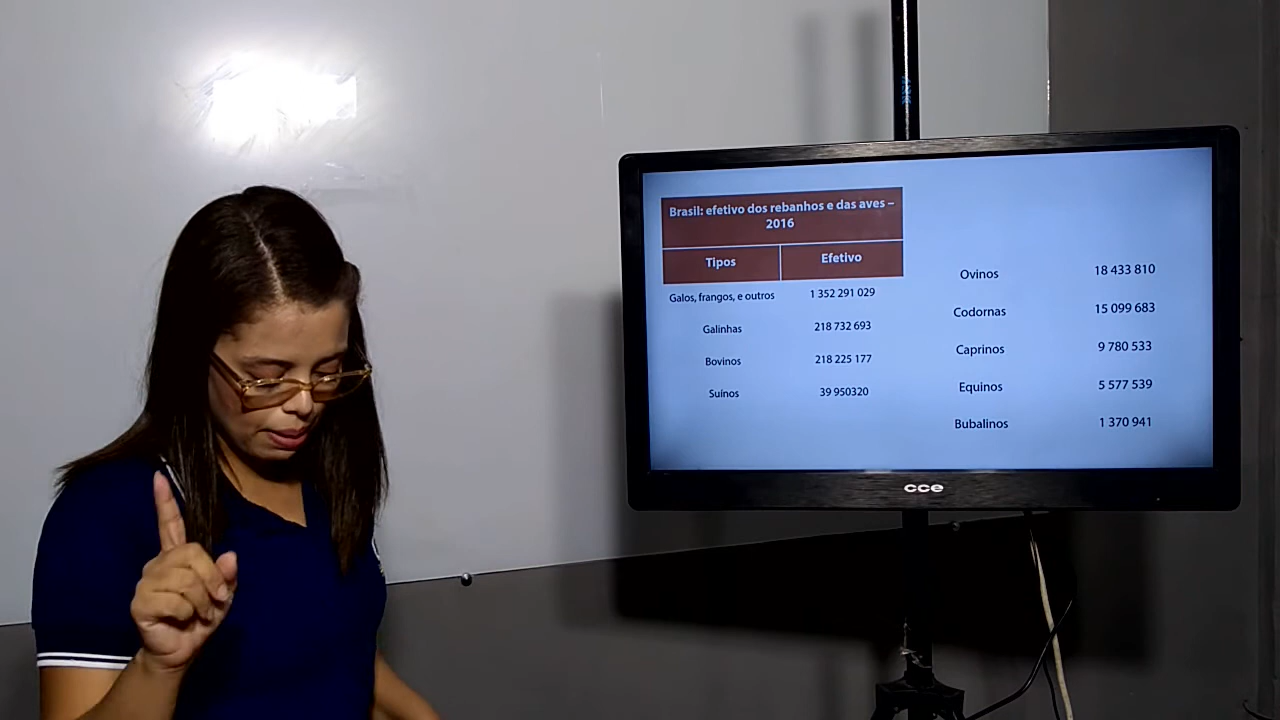 Brasil: efetivo dos rebanhos e das aves –
2016
Tipos Efetivo
Galos, frangos, e outros 1 352 291 029
Galinhas 218 732 693
Bovinos 218 225 177
Suínos 39 950320
Ovinos 18 433 810
Codornas 15 099 683
Caprinos 9 780 533
Equinos 5 577 539
Bubalinos 1 370 941
cce